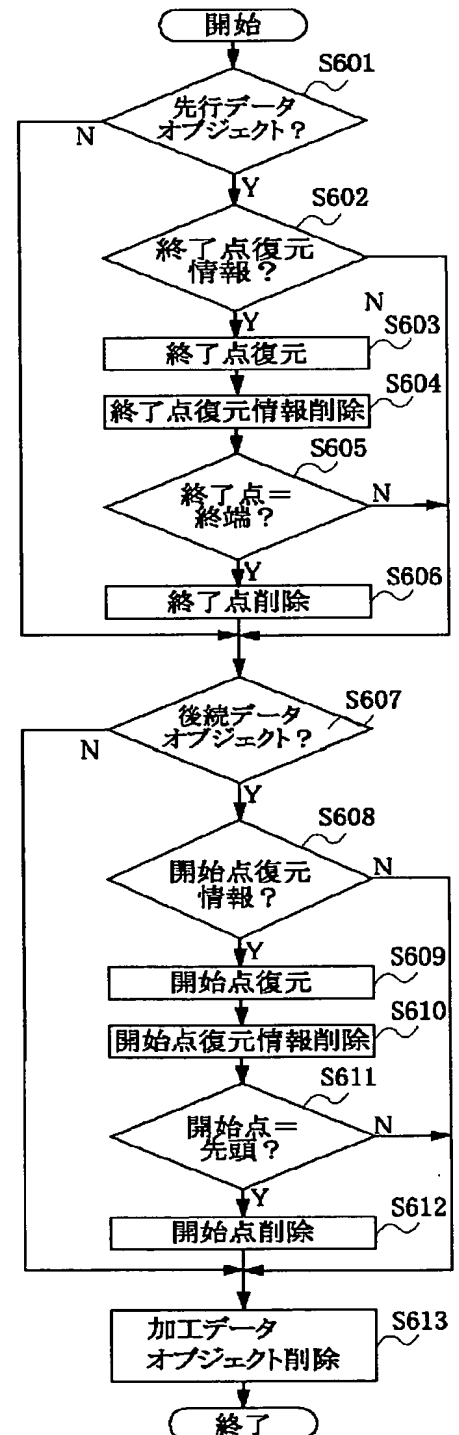 開始
S601
先行データ
オブジェクト？
N
Y
S602
終了点復元
情報？
N
Y
S603
終了点復元
S604
終了点復元情報削除
S605
終了点＝
終端？
N
Y
S606
終了点削除
S607
後続データ
オブジェクト？
N
Y
S608
開始点復元
情報？
N
Y
S609
開始点復元
S610
開始点復元情報削除
S611
開始点＝
先頭？
N
Y
S612
開始点削除
S613
加工データ
オブジェクト削除
終了